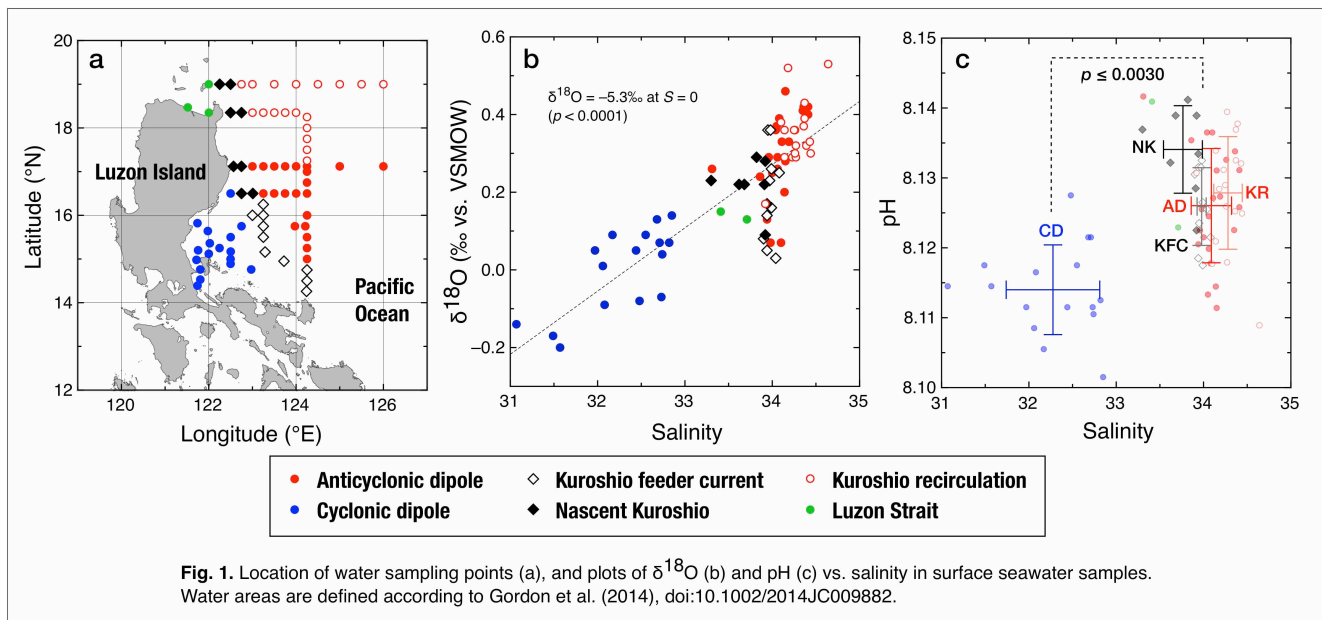 a
20
18
16
14
12
120
122
124
126
Latitude (°N)
Longitude (°E)
Luzon Island
Pacific
Ocean
b
0.6
0.4
0.2
0.0
–0.2
31
32
33
34
35
δ18O (‰ vs. VSMOW)
Salinity
δ18O = –5.3‰ at S = 0
(p < 0.0001)
c
8.15
8.14
8.13
8.12
8.11
8.10
31
32
33
34
35
pH
Salinity
p ≤ 0.0030
NK
CD
AD
KR
KFC
Anticyclonic dipole
Kuroshio feeder current
Kuroshio recirculation
Cyclonic dipole
Nascent Kuroshio
Luzon Strait
Fig. 1. Location of water sampling points (a), and plots of δ18O (b) and pH (c) vs. salinity in surface seawater samples.
Water areas are defined according to Gordon et al. (2014), doi:10.1002/2014JC009882.